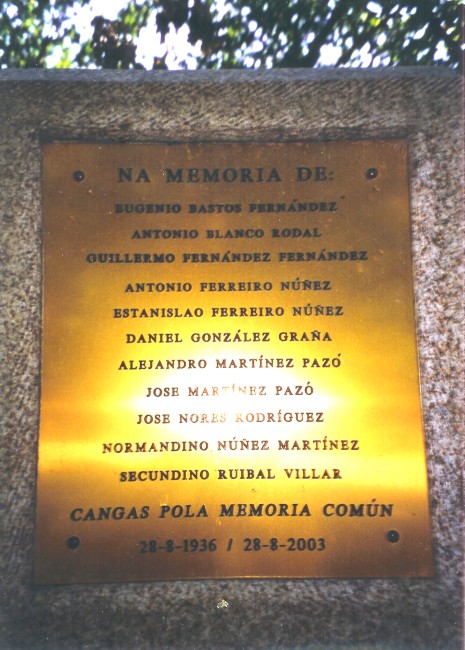 NA MEMORIA DE:
EUGENIO BASTOS FERNÁNDEZ
ANTONIO BLANCO RODAL
GUILLERMO FERNÁNDEZ FERNÁNDEZ
ANTONIO FERREIRO NÚÑEZ
ESTANISLAO FERREIRO NÚÑEZ
DANIEL GONZÁLEZ GRAÑA
ALEJANDRO MARTÍNEZ PAZÓ
JOSE MARTÍNEZ PAZÓ
JOSE NORES RODRÍGUEZ
NORMANDINO NÚÑEZ MARTÍNEZ
SECUNDINO RUIBAL VILLAR
CANGAS POLA MEMORIA COMÚN
28-8-1936 / 28-8-2003